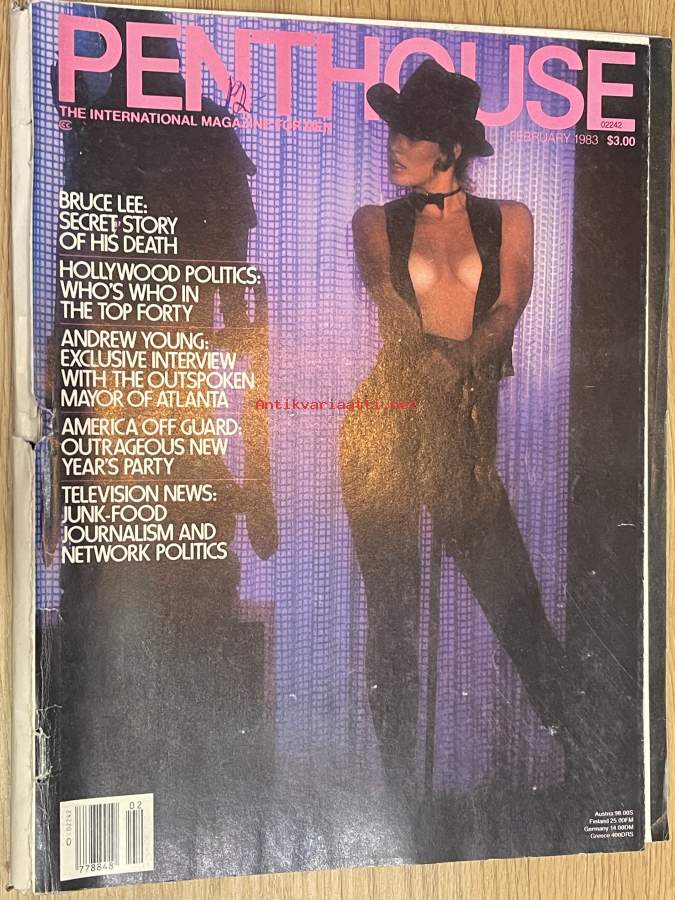 PENTHOUSE
THE INTERNATIONAL MAGAZINE FOR MEN
02242
FEBRUARY 1983 $3.00
BRUCE LEE:
SECRET STORY
OF HIS DEATH
HOLLYWOOD POLITICS:
WHO'S WHO IN
THE TOP FORTY
ANDREW YOUNG:
EXCLUSIVE INTERVIEW
WITH THE OUTSPOKEN
MAYOR OF ATLANTA
Antikvariaatti.net
AMERICA OFF GUARD:
OUTRAGEOUS NEW
YEAR'S PARTY
TELEVISION NEWS:
JUNK-FOOD
JOURNALISM AND
NETWORK POLITICS
02
778848
Austria 98.00S
Finland 25.00FM
Germany 14.00DM
Greece 400DRS